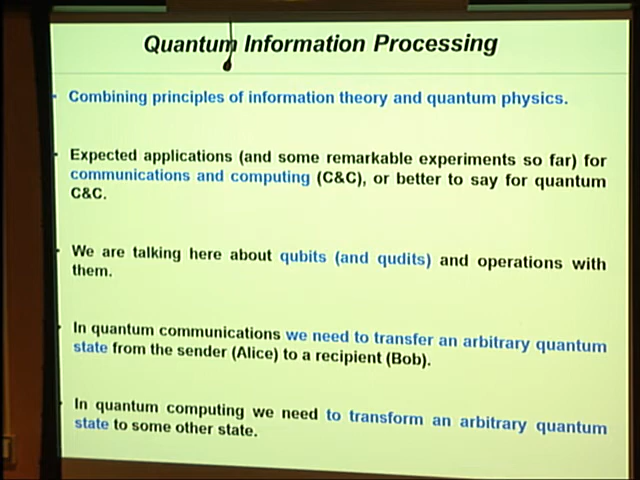 Quantum Information Processing
Combining principles of information theory and quantum physics.
Expected applications (and some remarkable experiments so far) for
communications and computing (C&C), or better to say for quantum
C&C.
We are talking here about qubits (and qudits) and operations with
them.
In quantum communications we need to transfer an arbitrary quantum
state from the sender (Alice) to a recipient (Bob).
In quantum computing we need to transform an arbitrary quantum
state to some other state.